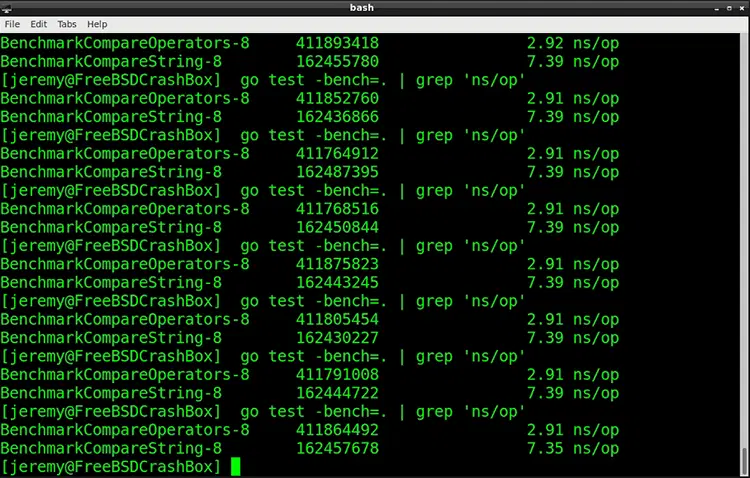 bash
File Edit Tabs Help
BenchmarkCompareOperators-8 411893418 2.92 ns/op
BenchmarkCompareString-8 162455780 7.39 ns/op
[jeremy@FreeBSDCrashBox] go test -bench=. | grep 'ns/op'
BenchmarkCompareOperators-8 411852760 2.91 ns/op
BenchmarkCompareString-8 162436866 7.39 ns/op
[jeremy@FreeBSDCrashBox] go test -bench=. | grep 'ns/op'
BenchmarkCompareOperators-8 411764912 2.91 ns/op
BenchmarkCompareString-8 162487395 7.39 ns/op
[jeremy@FreeBSDCrashBox] go test -bench=. | grep 'ns/op'
BenchmarkCompareOperators-8 411768516 2.91 ns/op
BenchmarkCompareString-8 162450844 7.39 ns/op
[jeremy@FreeBSDCrashBox] go test -bench=. | grep 'ns/op'
BenchmarkCompareOperators-8 411875823 2.91 ns/op
BenchmarkCompareString-8 162443245 7.39 ns/op
[jeremy@FreeBSDCrashBox] go test -bench=. | grep 'ns/op'
BenchmarkCompareOperators-8 411805454 2.91 ns/op
BenchmarkCompareString-8 162430227 7.39 ns/op
[jeremy@FreeBSDCrashBox] go test -bench=. | grep 'ns/op'
BenchmarkCompareOperators-8 411791008 2.91 ns/op
BenchmarkCompareString-8 162444722 7.39 ns/op
[jeremy@FreeBSDCrashBox] go test -bench=. | grep 'ns/op'
BenchmarkCompareOperators-8 411864492 2.91 ns/op
BenchmarkCompareString-8 162457678 7.35 ns/op
[jeremy@FreeBSDCrashBox]